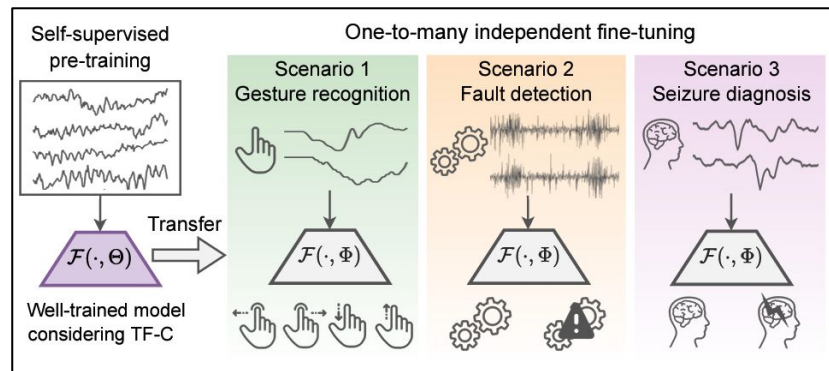 Self-supervised
pre-training
F(·, Θ)
Well-trained model
considering TF-C
Transfer
One-to-many independent fine-tuning
Scenario 1
Gesture recognition
F(·, Φ)
Scenario 2
Fault detection
F(·, Φ)
Scenario 3
Seizure diagnosis
F(·, Φ)